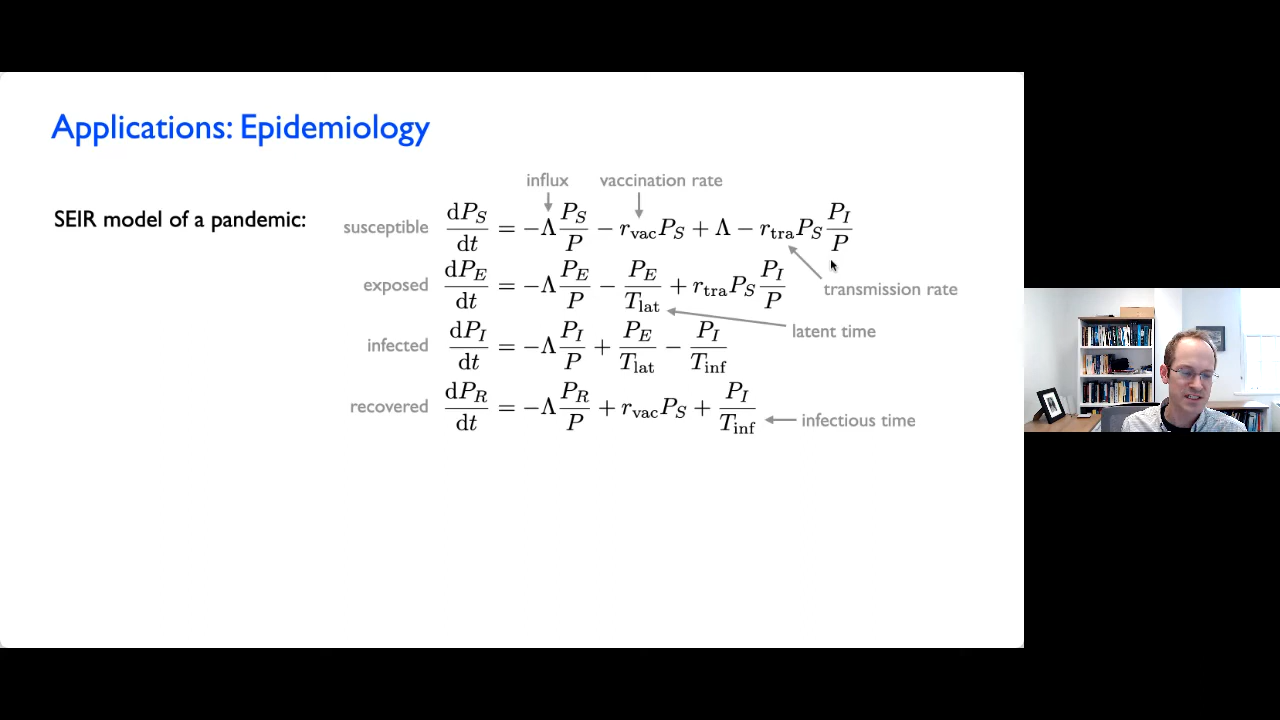 Applications: Epidemiology
influx vaccination rate
SEIR model of a pandemic:
susceptible dP_S/dt = −Λ P_S/P − r_vac P_S + Λ − r_tra P_S P_I/P
transmission rate
exposed dP_E/dt = −Λ P_E/P − P_E/T_lat + r_tra P_S P_I/P
latent time
infected dP_I/dt = −Λ P_I/P + P_E/T_lat − P_I/T_inf
recovered dP_R/dt = −Λ P_R/P + r_vac P_S + P_I/T_inf
infectious time